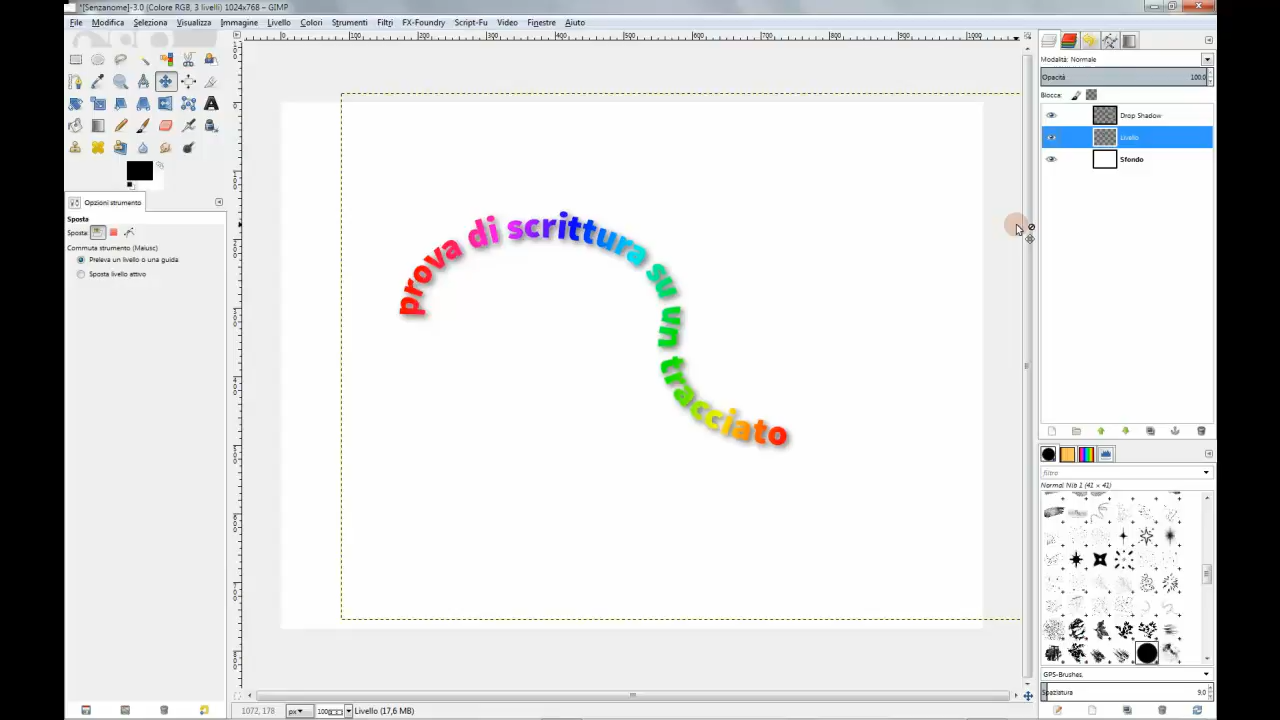 *[Senzanome]-3.0 (Colore RGB, 3 livelli) 1024x768 – GIMP
File Modifica Seleziona Visualizza Immagine Livello Colori Strumenti Filtri FX-Foundry Script-Fu Video Finestre Aiuto
Modalità: Normale
Opacità 100,0
Blocca:
Drop Shadow
Livello
Sfondo
Opzioni strumento
Sposta
Sposta:
Commuta strumento (Maiusc)
Preleva un livello o una guida
Sposta livello attivo
prova di scrittura su un tracciato
filtro
Normal Nib 1 (41 × 41)
GPS-Brushes,
Spaziatura 9,0
1072, 178 px 100 Livello (17,6 MB)